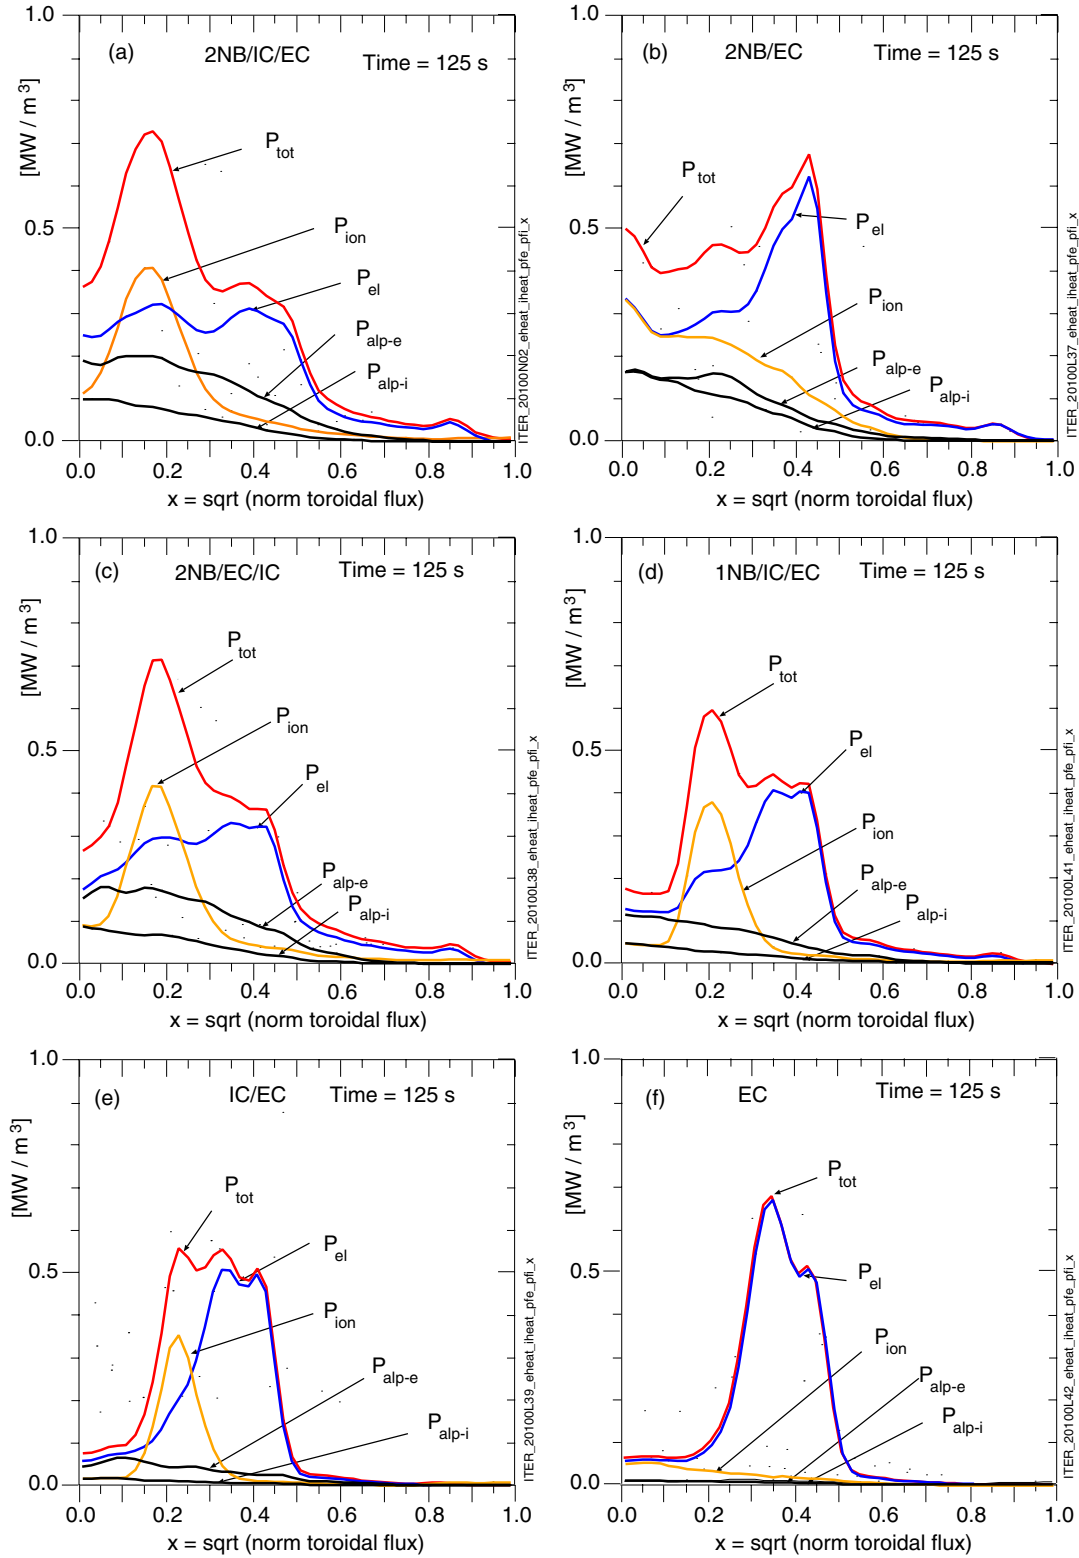 1.0
(a)
2NB/IC/EC
Time = 125 s
[MW / m3]
Ptot
Pion
0.5
Pel
Palp-e
Palp-i
0.0
0.0 0.2 0.4 0.6 0.8 1.0
x = sqrt (norm toroidal flux)
ITER_20100N02_eheat_iheat_pfe_pfi_x
1.0
(b)
2NB/EC
Time = 125 s
[MW / m3]
Ptot
0.5
Pel
Pion
Palp-e
Palp-i
0.0
0.0 0.2 0.4 0.6 0.8 1.0
x = sqrt (norm toroidal flux)
ITER_20100L37_eheat_iheat_pfe_pfi_x
1.0
(c)
2NB/EC/IC
Time = 125 s
[MW / m3]
Ptot
Pion
0.5
Pel
Palp-e
Palp-i
0.0
0.0 0.2 0.4 0.6 0.8 1.0
x = sqrt (norm toroidal flux)
ITER_20100L38_eheat_iheat_pfe_pfi_x
1.0
(d)
1NB/IC/EC
Time = 125 s
[MW / m3]
Ptot
0.5
Pel
Pion
Palp-e
Palp-i
0.0
0.0 0.2 0.4 0.6 0.8 1.0
x = sqrt (norm toroidal flux)
ITER_20100L41_eheat_iheat_pfe_pfi_x
1.0
(e)
IC/EC
Time = 125 s
[MW / m3]
Ptot
Pel
0.5
Pion
Palp-e
Palp-i
0.0
0.0 0.2 0.4 0.6 0.8 1.0
x = sqrt (norm toroidal flux)
ITER_20100L39_eheat_iheat_pfe_pfi_x
1.0
(f)
EC
Time = 125 s
[MW / m3]
Ptot
0.5
Pel
Pion
Palp-e
Palp-i
0.0
0.0 0.2 0.4 0.6 0.8 1.0
x = sqrt (norm toroidal flux)
ITER_20100L42_eheat_iheat_pfe_pfi_x